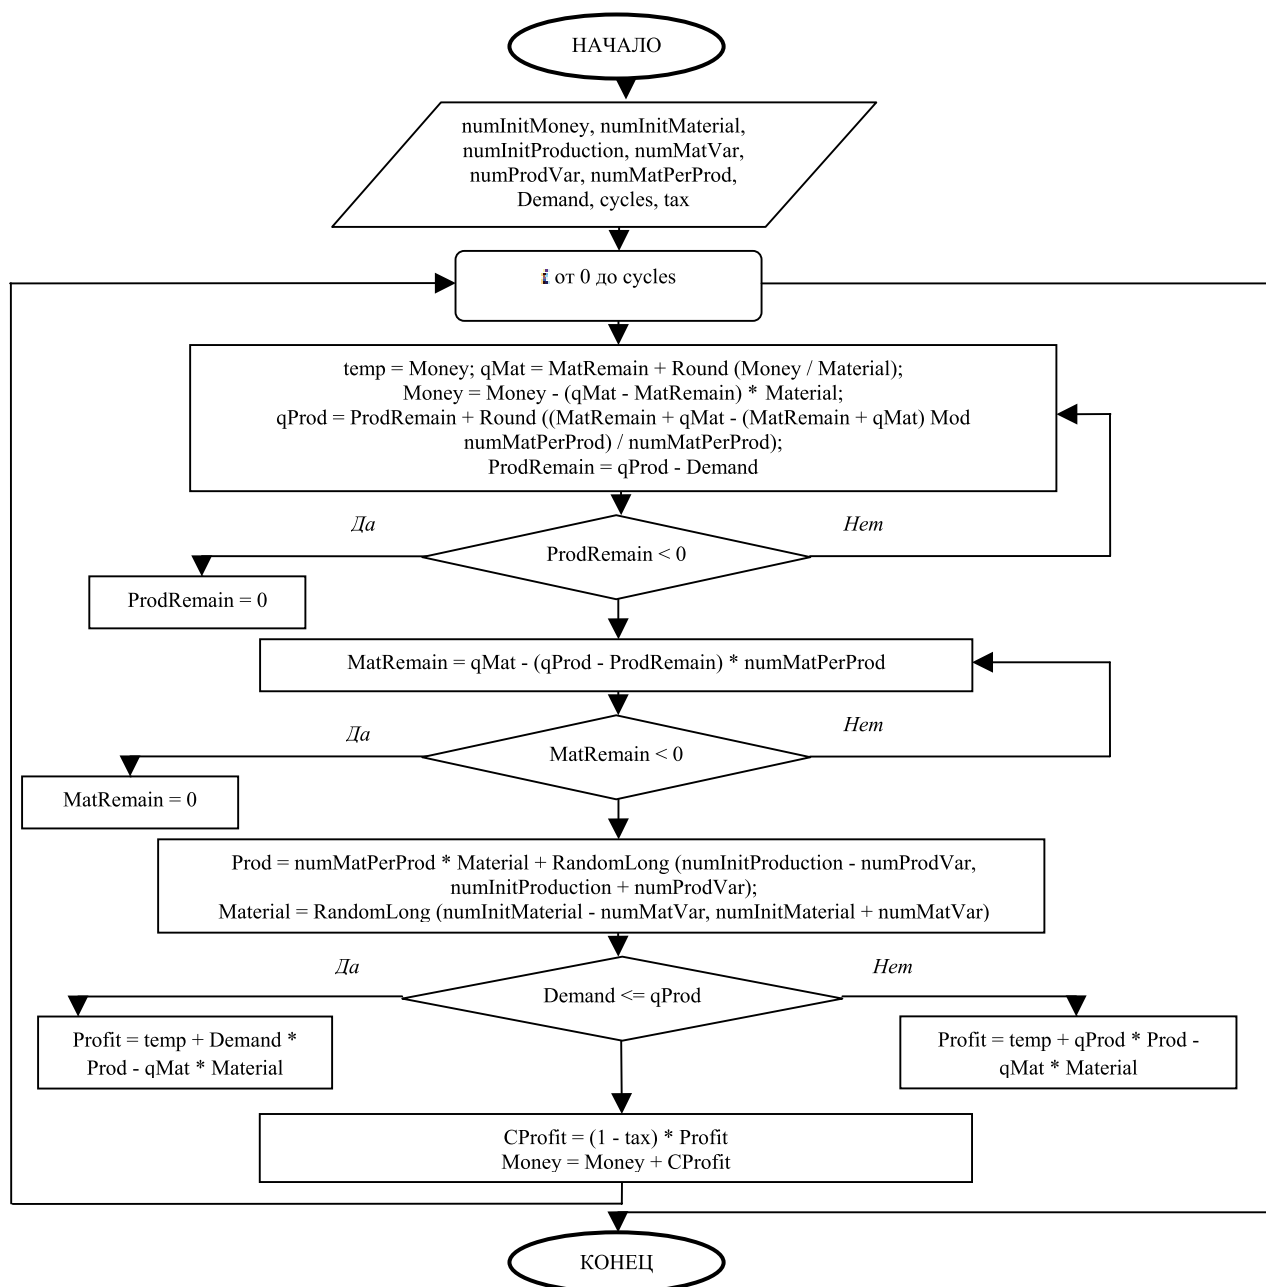 НАЧАЛО
numInitMoney, numInitMaterial,
numInitProduction, numMatVar,
numProdVar, numMatPerProd,
Demand, cycles, tax
i от 0 до cycles
temp = Money; qMat = MatRemain + Round (Money / Material);
Money = Money - (qMat - MatRemain) * Material;
qProd = ProdRemain + Round ((MatRemain + qMat - (MatRemain + qMat) Mod
numMatPerProd) / numMatPerProd);
ProdRemain = qProd - Demand
Да
Нет
ProdRemain < 0
ProdRemain = 0
MatRemain = qMat - (qProd - ProdRemain) * numMatPerProd
Да
Нет
MatRemain < 0
MatRemain = 0
Prod = numMatPerProd * Material + RandomLong (numInitProduction - numProdVar,
numInitProduction + numProdVar);
Material = RandomLong (numInitMaterial - numMatVar, numInitMaterial + numMatVar)
Да
Нет
Demand <= qProd
Profit = temp + Demand *
Prod - qMat * Material
Profit = temp + qProd * Prod -
qMat * Material
CProfit = (1 - tax) * Profit
Money = Money + CProfit
КОНЕЦ